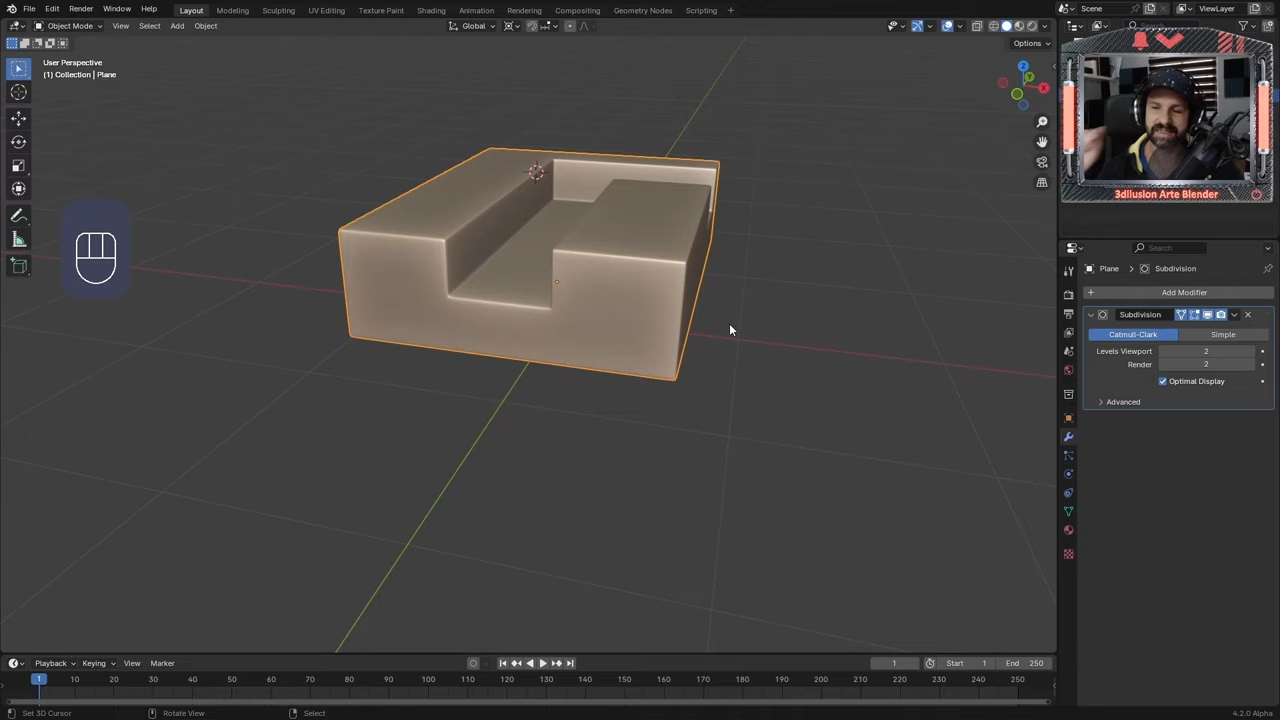 File Edit Render Window Help Layout Modeling Sculpting UV Editing Texture Paint Shading Animation Rendering Compositing Geometry Nodes Scripting + Scene ViewLayer
Object Mode View Select Add Object Global Search
Options
User Perspective
(1) Collection | Plane
Z
Y
X
3dIlusion Arte Blender
Search
Plane Subdivision
+ Add Modifier
Subdivision
Catmull-Clark Simple
Levels Viewport 2
Render 2
Optimal Display
Advanced
Playback Keying View Marker 1 Start 1 End 250
1 10 20 30 40 50 60 70 80 90 100 110 120 130 140 150 160 170 180 190 200 210 220 230 240 250
Set 3D Cursor Rotate View Select 4.2.0 Alpha